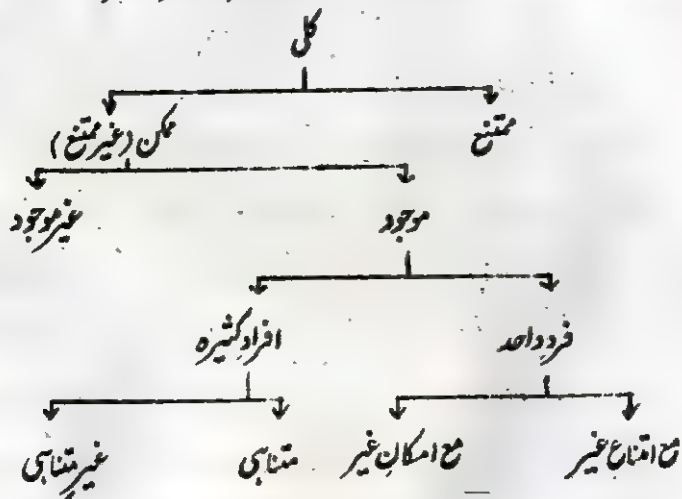 کلی
ممتنع ممکن (غیر ممتنع)
موجود غیر موجود
فرد واحد افراد کثیرہ
مع امتناع غیر مع امکان غیر متناہی غیر متناہی